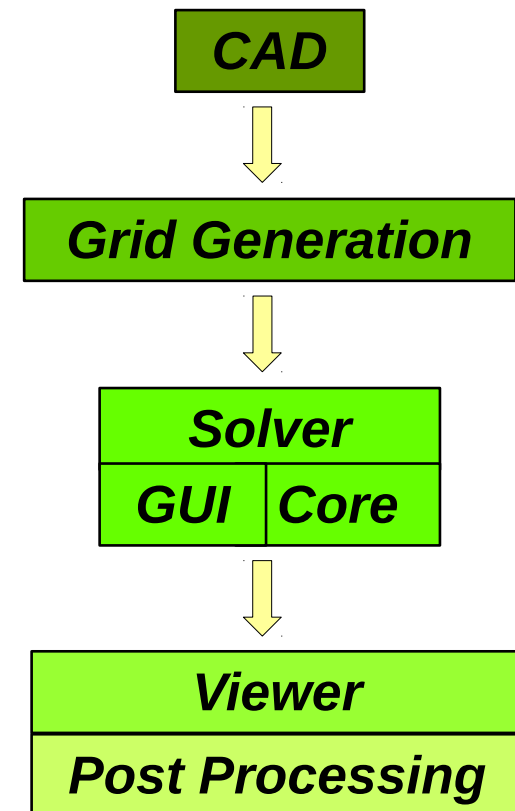 CAD
Grid Generation
Solver
GUI Core
Viewer
Post Processing